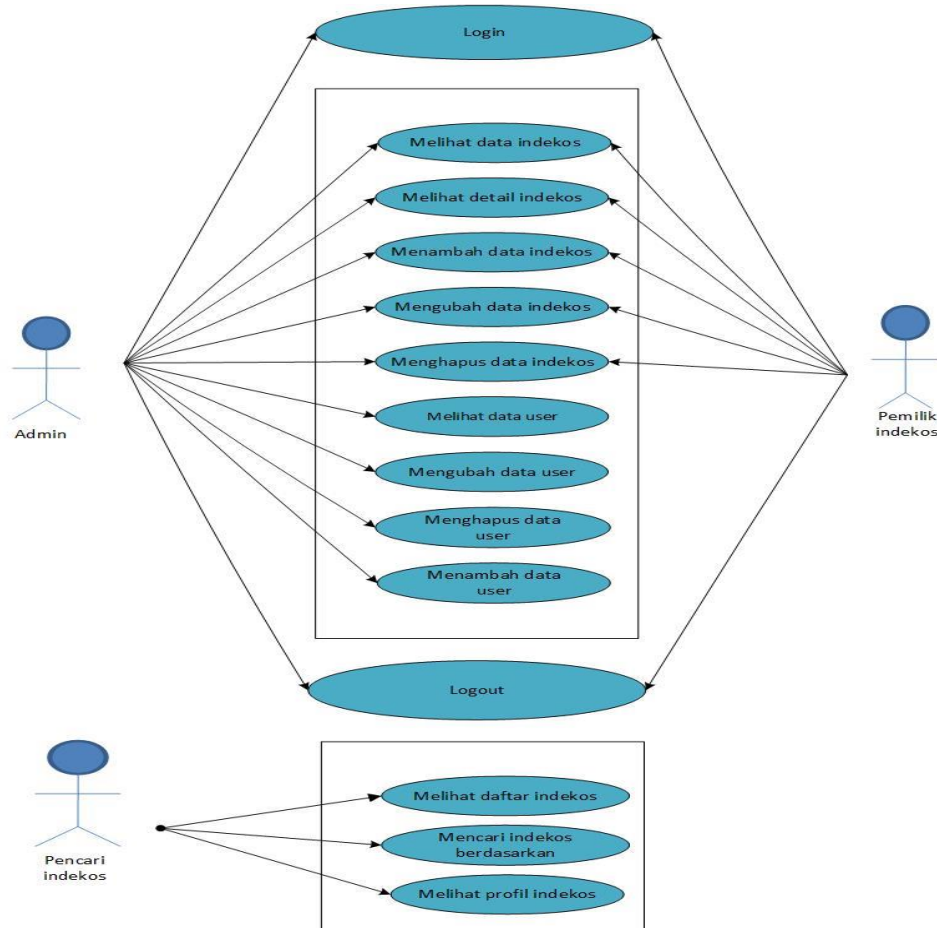 Login
Melihat data indekos
Melihat detail indekos
Menambah data indekos
Mengubah data indekos
Menghapus data indekos
Melihat data user
Mengubah data user
Menghapus data
user
Menambah data
user
Admin
Pemilik
indekos
Logout
Melihat daftar indekos
Mencari indekos
berdasarkan
Melihat profil indekos
Pencari
indekos